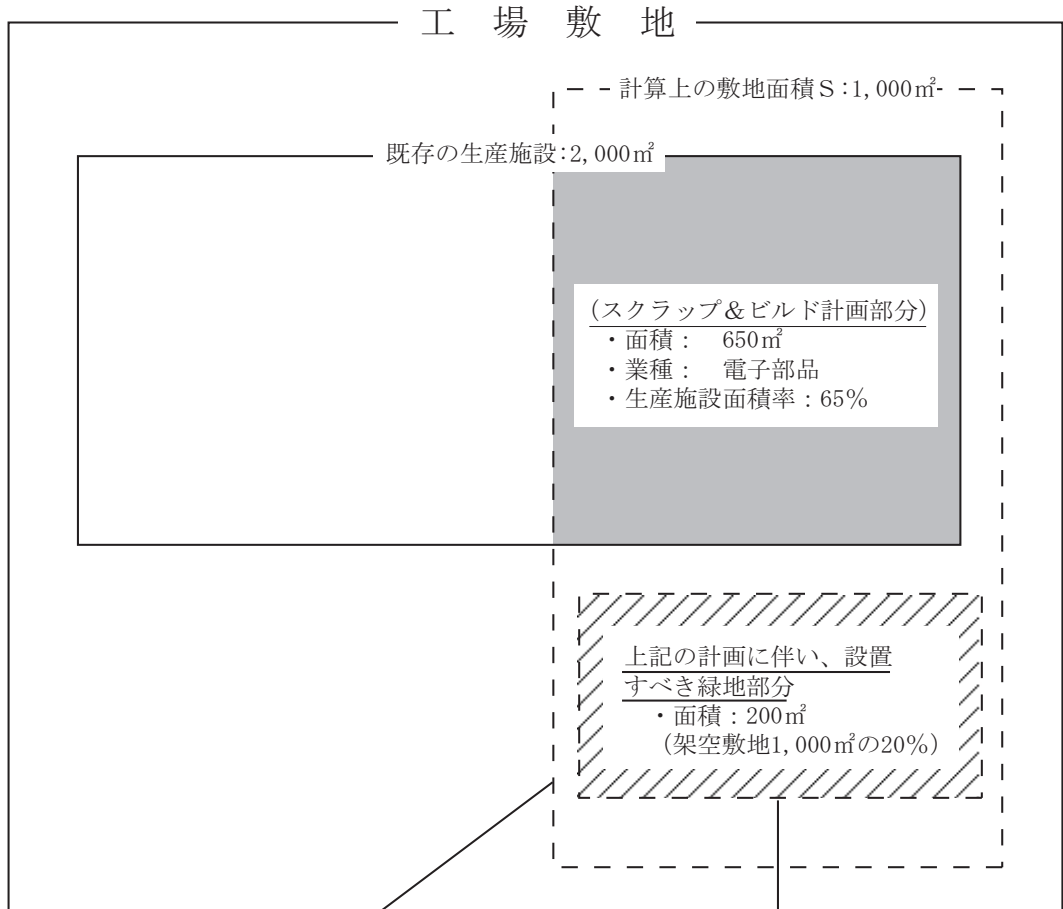 工場敷地
計算上の敷地面積S:1,000㎡
既存の生産施設:2,000㎡
(スクラップ&ビルド計画部分)
・面積： 650㎡
・業種： 電子部品
・生産施設面積率：65%
上記の計画に伴い、設置
すべき緑地部分
・面積：200㎡
（架空敷地1,000㎡の20%）